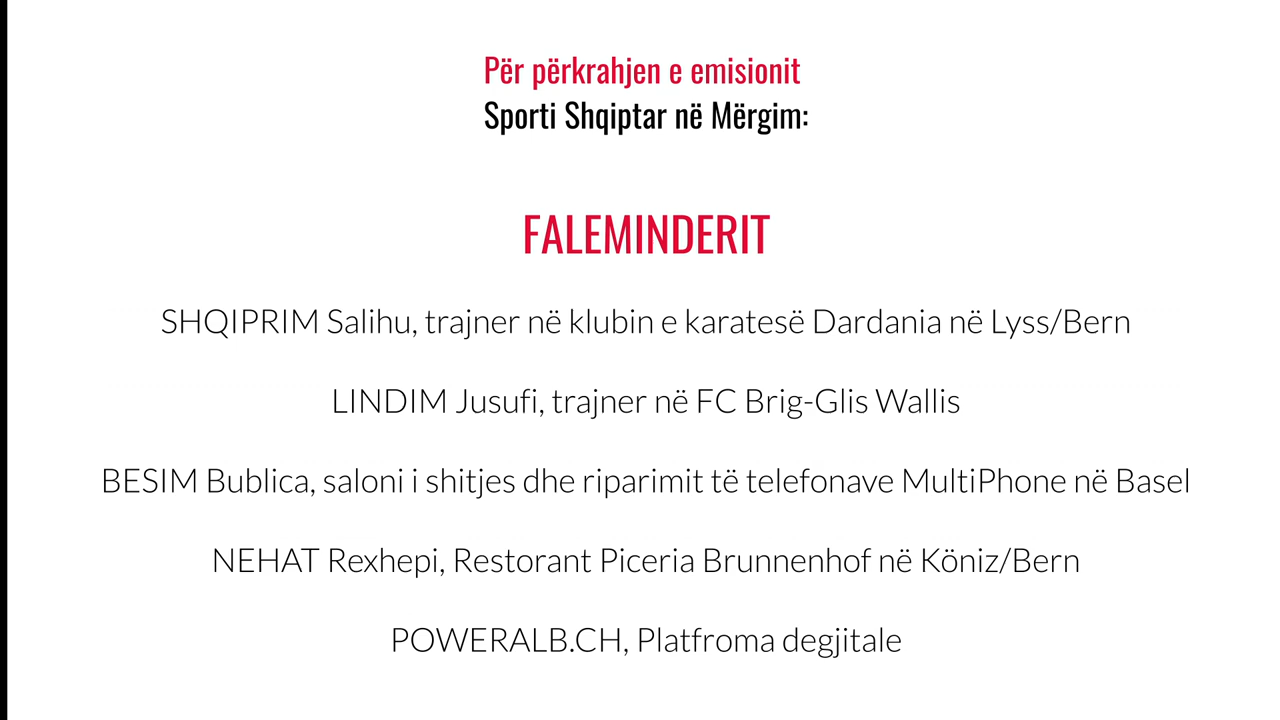 Për përkrahjen e emisionit
Sporti Shqiptar në Mërgim:
FALEMINDERIT
SHQIPRIM Salihu, trajner në klubin e karatesë Dardania në Lyss/Bern
LINDIM Jusufi, trajner në FC Brig-Glis Wallis
BESIM Bublica, saloni i shitjes dhe riparimit të telefonave MultiPhone në Basel
NEHAT Rexhepi, Restorant Piceria Brunnenhof në Köniz/Bern
POWERALB.CH, Platfroma degjitale